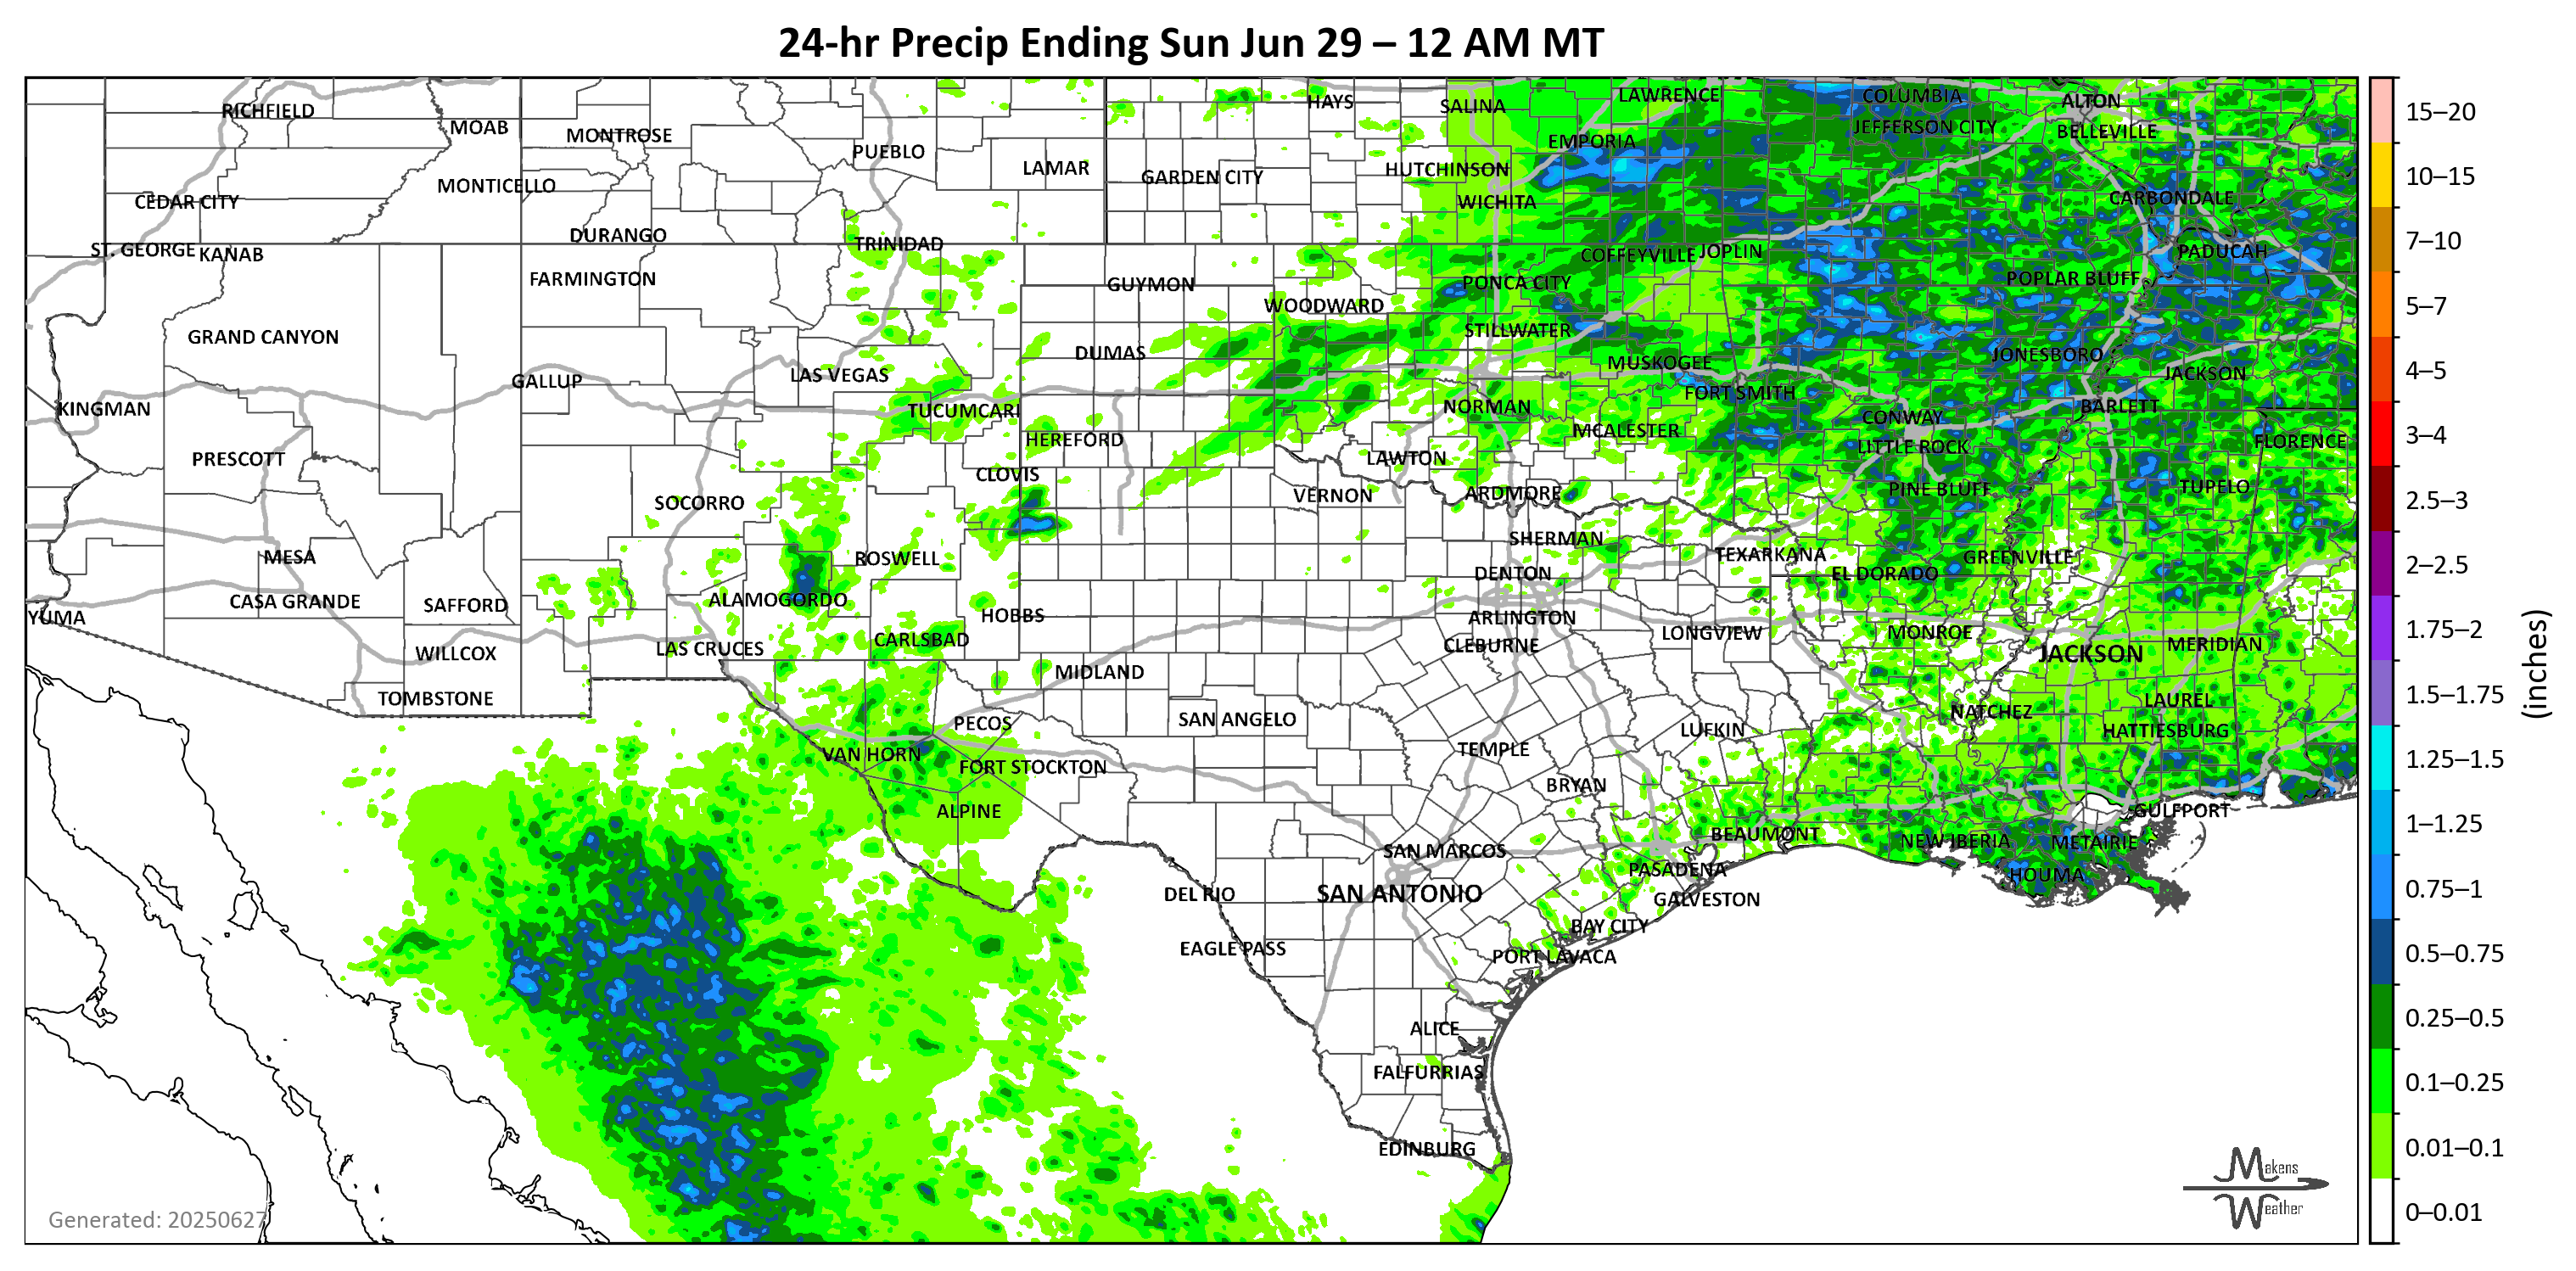 24-hr Precip Ending Sun Jun 29 – 12 AM MT
RICHFIELD
MOAB
MONTROSE
PUEBLO
LAMAR
HAYS
SALINA
LAWRENCE
COLUMBIA
ALTON
JEFFERSON CITY
BELLEVILLE
EMPORIA
HUTCHINSON
GARDEN CITY
MONTICELLO
CEDAR CITY
WICHITA
CARBONDALE
DURANGO
TRINIDAD
ST. GEORGE
KANAB
COFFEYVILLE
JOPLIN
PADUCAH
FARMINGTON
GUYMON
PONCA CITY
POPLAR BLUFF
WOODWARD
GRAND CANYON
STILLWATER
DUMAS
JONESBORO
MUSKOGEE
GALLUP
LAS VEGAS
JACKSON
FORT SMITH
KINGMAN
TUCUMCARI
NORMAN
BARLETT
CONWAY
HEREFORD
MCALESTER
FLORENCE
LITTLE ROCK
PRESCOTT
LAWTON
CLOVIS
TUPELO
PINE BLUFF
SOCORRO
VERNON
ARDMORE
SHERMAN
MESA
ROSWELL
TEXARKANA
GREENVILLE
DENTON
EL DORADO
CASA GRANDE
SAFFORD
ALAMOGORDO
HOBBS
YUMA
ARLINGTON
CARLSBAD
CLEBURNE
LONGVIEW
MONROE
MERIDIAN
WILLCOX
LAS CRUCES
JACKSON
MIDLAND
TOMBSTONE
LAUREL
NATCHEZ
PECOS
SAN ANGELO
LUFKIN
HATTIESBURG
VAN HORN
TEMPLE
FORT STOCKTON
BRYAN
ALPINE
GULFPORT
BEAUMONT
NEW IBERIA
METAIRIE
SAN MARCOS
PASADENA
HOUMA
DEL RIO
SAN ANTONIO
GALVESTON
BAY CITY
EAGLE PASS
PORT LAVACA
ALICE
FALFURRIAS
EDINBURG
Generated: 20250627
Makens
Weather
15–20
10–15
7–10
5–7
4–5
3–4
2.5–3
2–2.5
1.75–2
1.5–1.75
1.25–1.5
1–1.25
0.75–1
0.5–0.75
0.25–0.5
0.1–0.25
0.01–0.1
0–0.01
(inches)